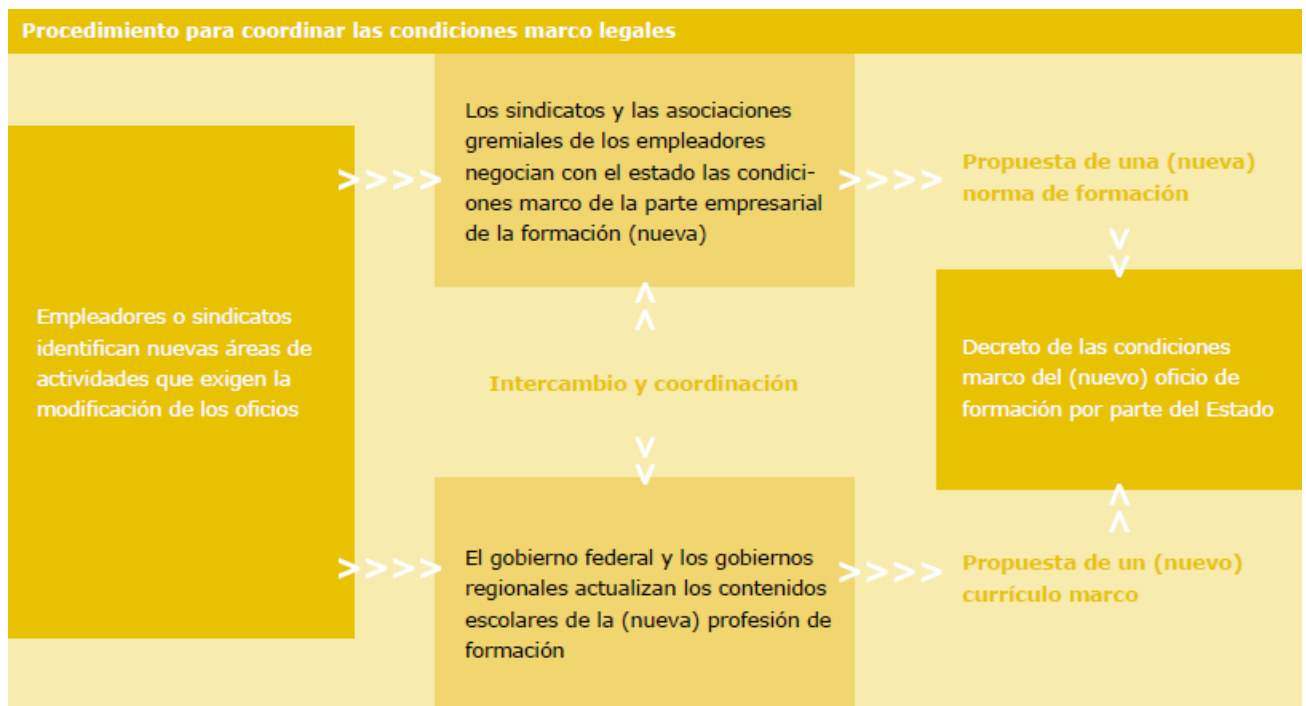 Procedimiento para coordinar las condiciones marco legales
Empleadores o sindicatos
identifican nuevas áreas de
actividades que exigen la
modificación de los oficios
>>>>
Los sindicatos y las asociaciones
gremiales de los empleadores
negocian con el estado las condici-
ones marco de la parte empresarial
de la formación (nueva)
>>>>
Propuesta de una (nueva)
norma de formación
Intercambio y coordinación
>>>>
El gobierno federal y los gobiernos
regionales actualizan los contenidos
escolares de la (nueva) profesión de
formación
>>>>
Propuesta de un (nuevo)
currículo marco
Decreto de las condiciones
marco del (nuevo) oficio de
formación por parte del Estado